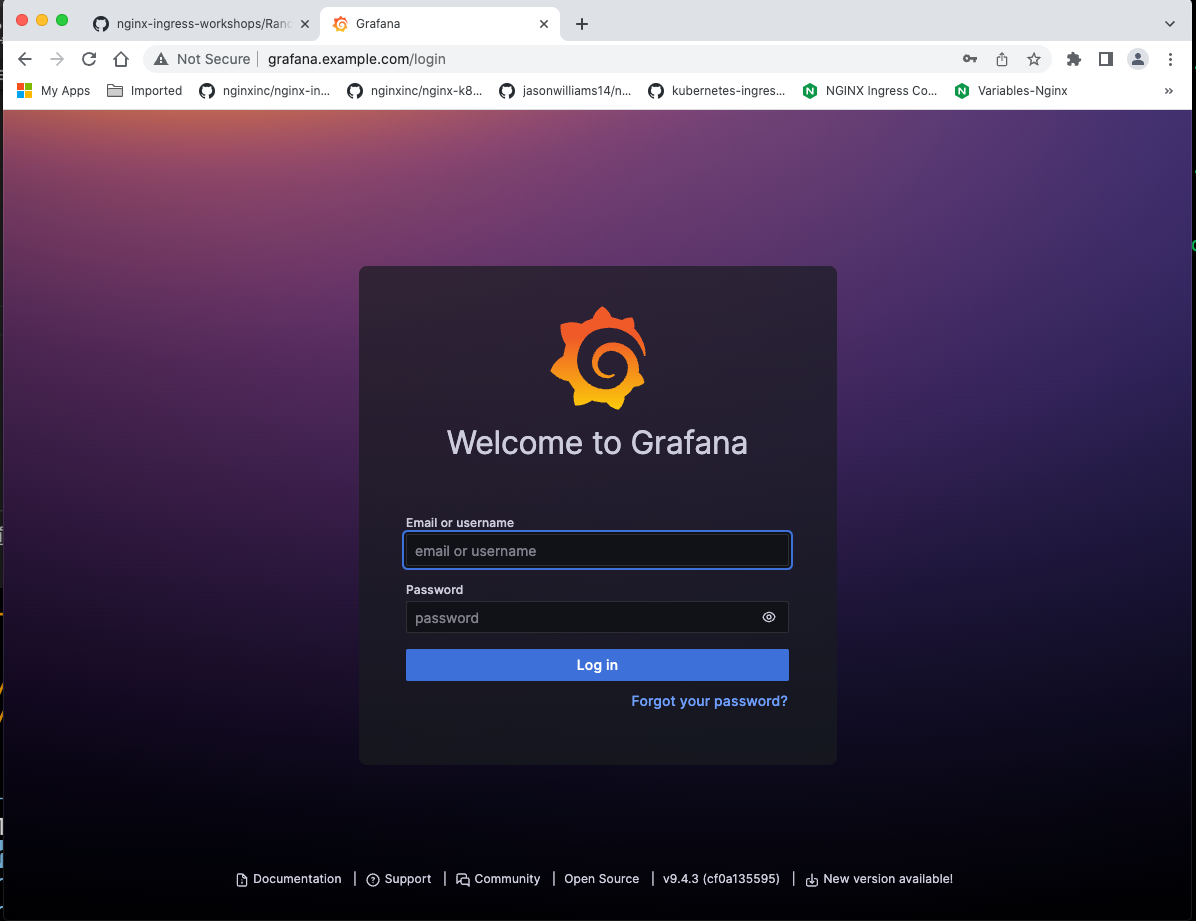 nginx-ingress-workshops/Ranc
Grafana
Not Secure
grafana.example.com/login
My Apps
Imported
nginxinc/nginx-in...
nginxinc/nginx-k8...
jasonwilliams14/n...
kubernetes-ingres...
NGINX Ingress Co...
Variables-Nginx
»
Welcome to Grafana
Email or username
email or username
Password
password
Log in
Forgot your password?
Documentation | Support | Community | Open Source | v9.4.3 (cf0a135595) | New version available!